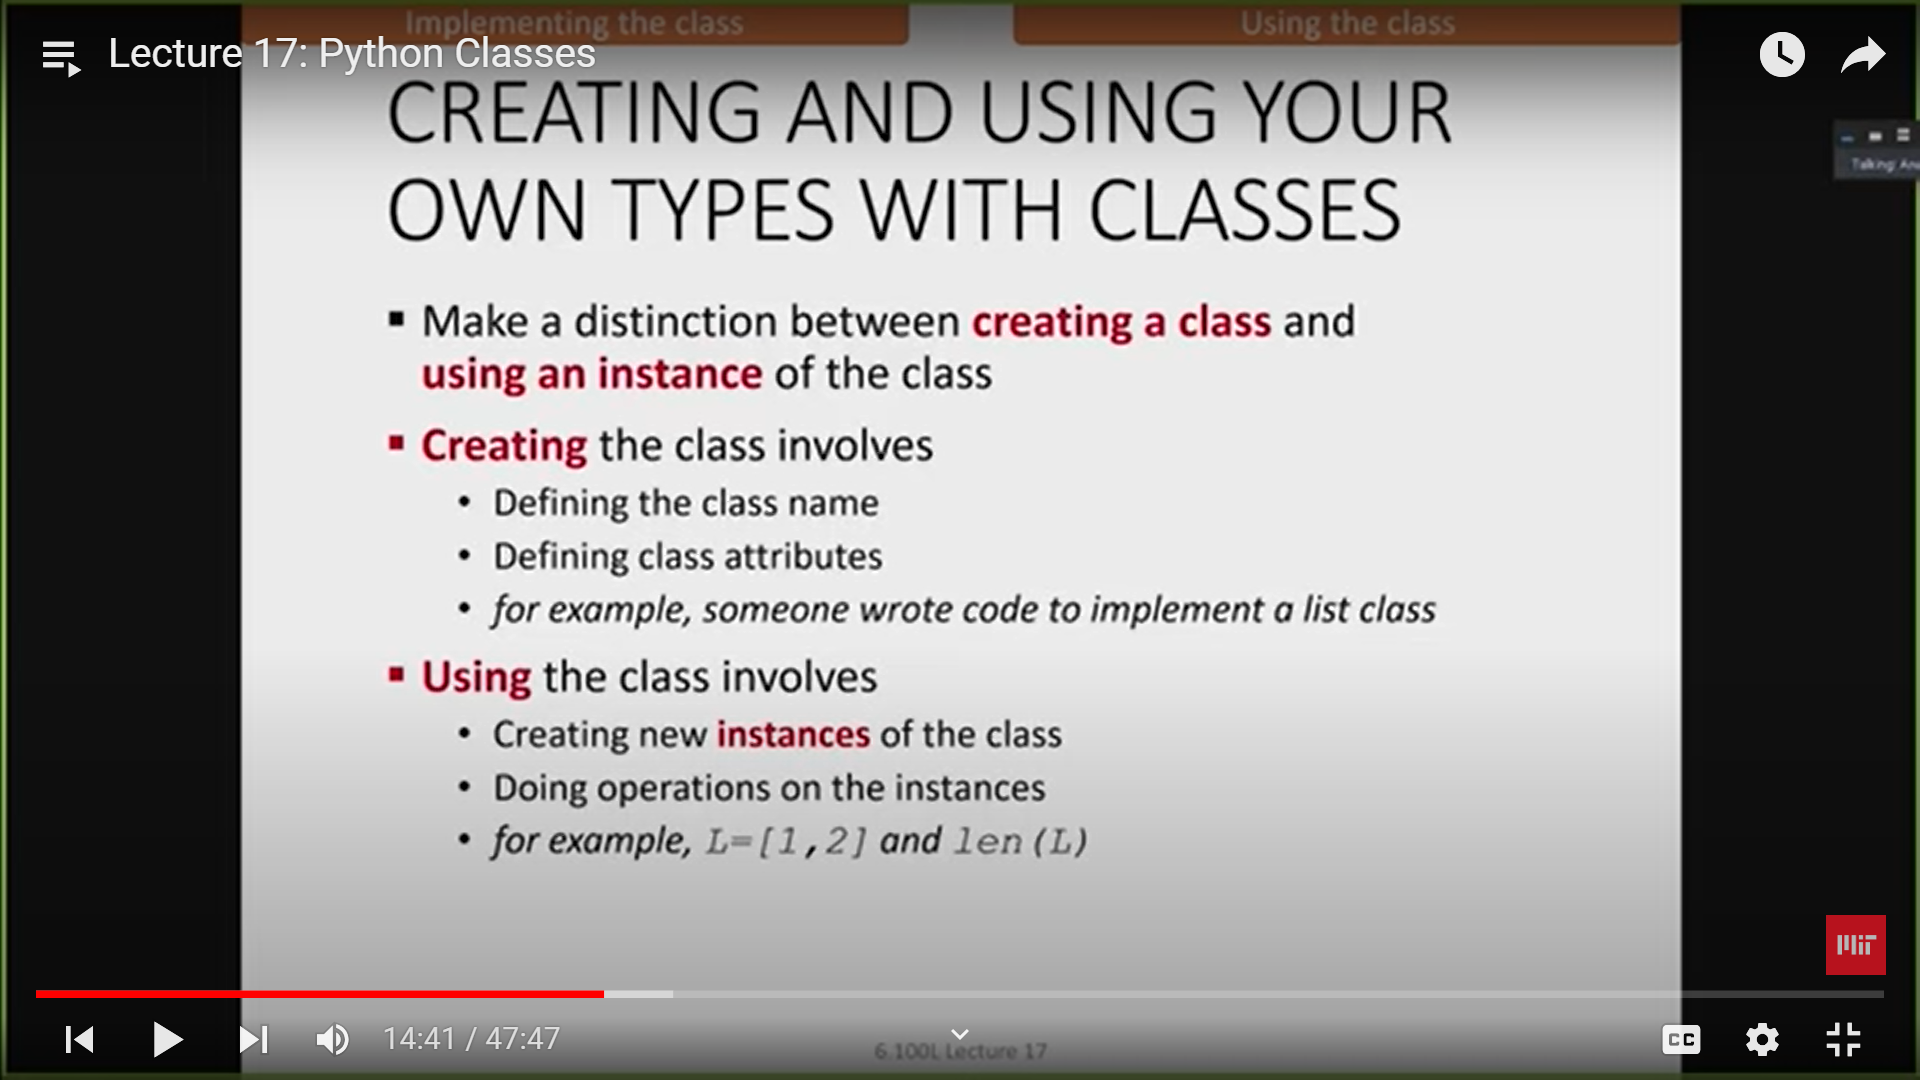 Implementing the class
Using the class
Lecture 17: Python Classes
CREATING AND USING YOUR
OWN TYPES WITH CLASSES
Talking:
▪ Make a distinction between creating a class and
using an instance of the class
▪ Creating the class involves
• Defining the class name
• Defining class attributes
• for example, someone wrote code to implement a list class
▪ Using the class involves
• Creating new instances of the class
• Doing operations on the instances
• for example, L=[1,2] and len(L)
MIT
14:41 / 47:47
CC
6.100L Lecture 17